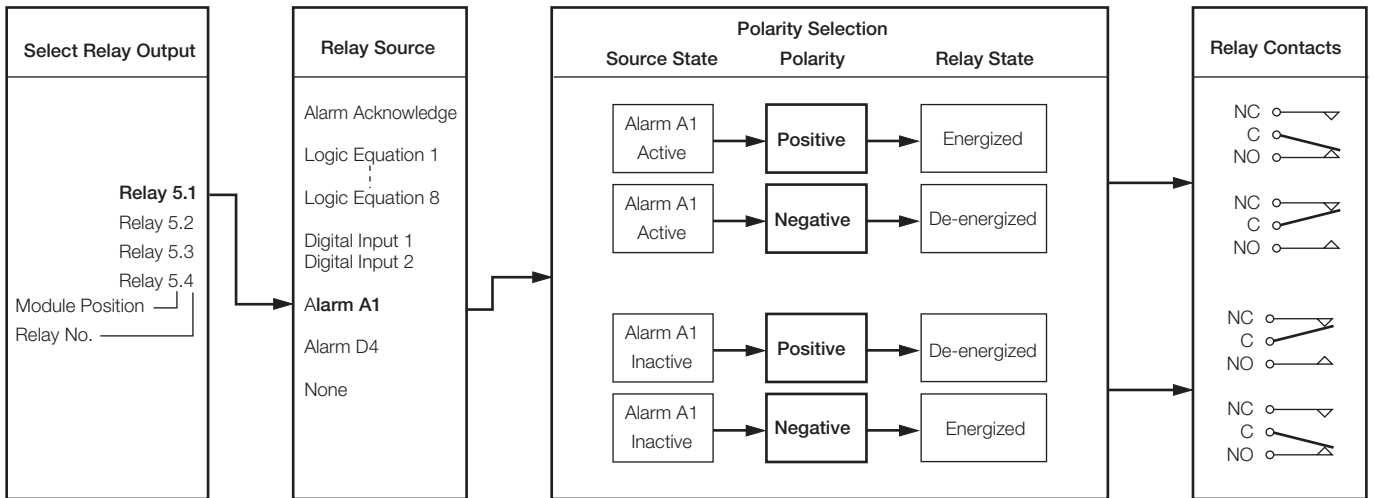 Select Relay Output
Relay 5.1
Relay 5.2
Relay 5.3
Relay 5.4
Module Position
Relay No.
Relay Source
Alarm Acknowledge
Logic Equation 1
Logic Equation 8
Digital Input 1
Digital Input 2
Alarm A1
Alarm D4
None
Polarity Selection
Source State Polarity Relay State
Alarm A1
Active
Positive
Energized
Alarm A1
Active
Negative
De-energized
Alarm A1
Inactive
Positive
De-energized
Alarm A1
Inactive
Negative
Energized
Relay Contacts
NC
C
NO
NC
C
NO
NC
C
NO
NC
C
NO